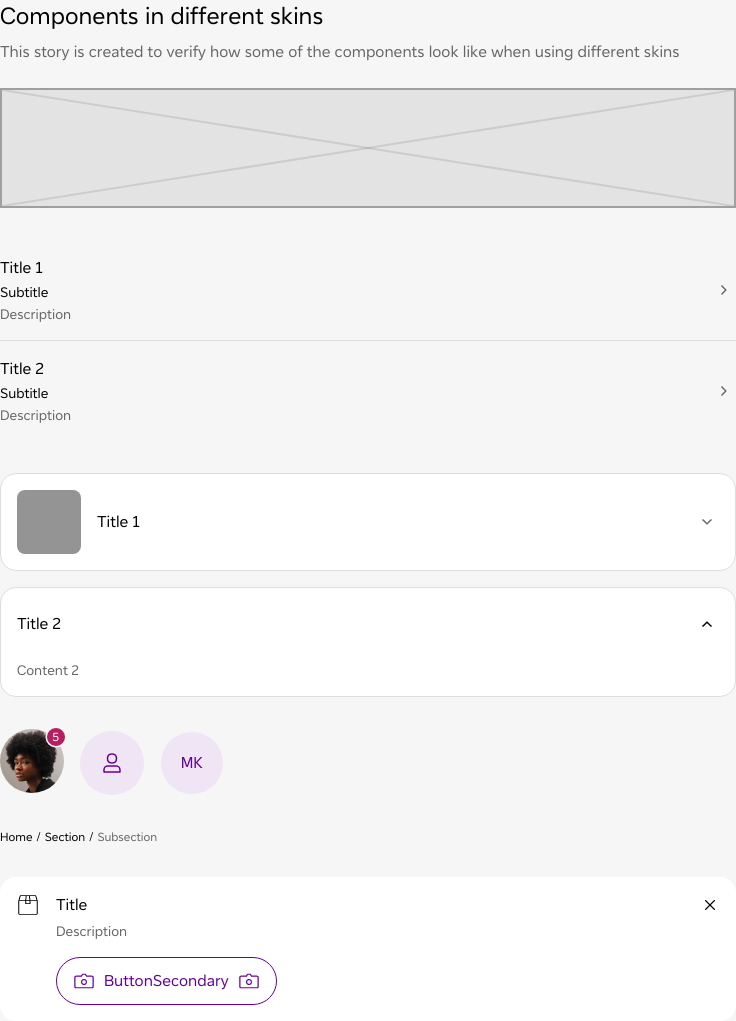 Components in different skins
This story is created to verify how some of the components look like when using different skins
Title 1
Subtitle
Description
Title 2
Subtitle
Description
Title 1
Title 2
Content 2
5
MK
Home / Section / Subsection
Title
Description
ButtonSecondary